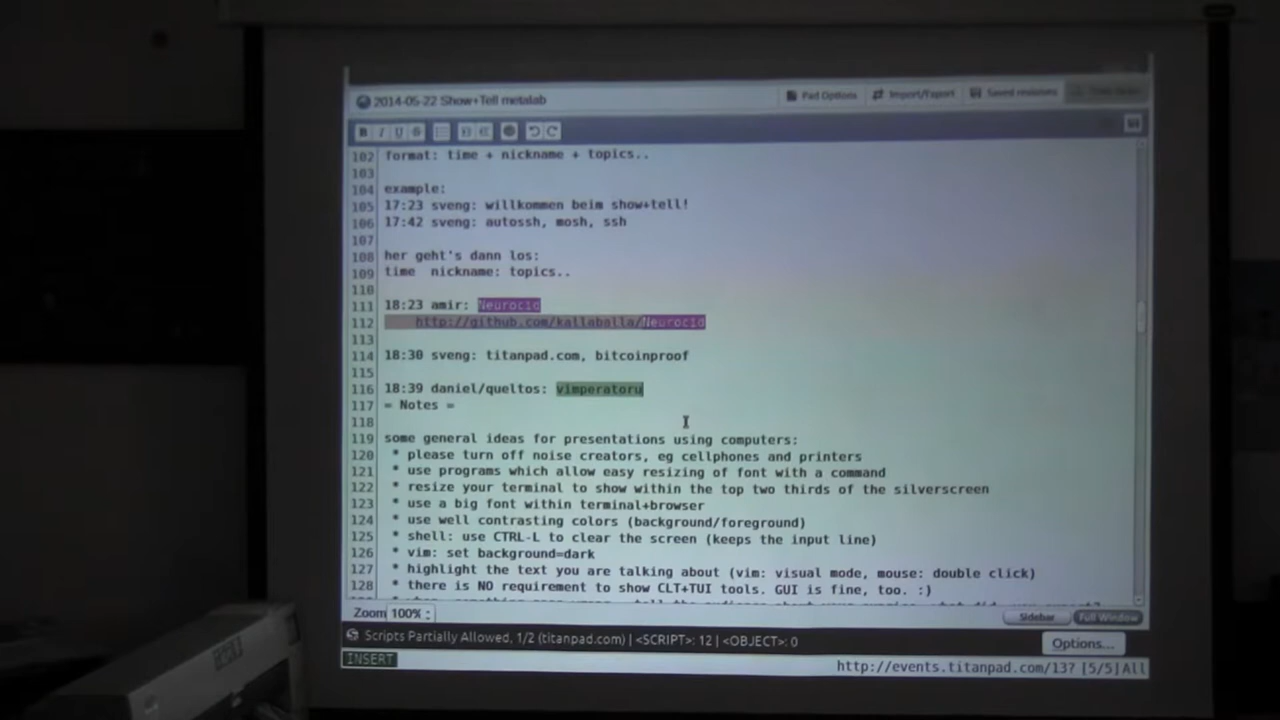 2014-05-22 Show+Tell metalab
Pad Options Import/Export Saved revisions
B I U S
102 format: time + nickname + topics..
103
104 example:
105 17:23 sveng: willkommen beim show+tell!
106 17:42 sveng: autossh, mosh, ssh
107
108 her geht's dann los:
109 time nickname: topics..
110
111 18:23 amir: Neurocid
112 http://github.com/kallaballa/Neurocid
113
114 18:30 sveng: titanpad.com, bitcoinproof
115
116 18:39 daniel/queltos: vimperatoru
117 = Notes =
118
119 some general ideas for presentations using computers:
120 * please turn off noise creators, eg cellphones and printers
121 * use programs which allow easy resizing of font with a command
122 * resize your terminal to show within the top two thirds of the silverscreen
123 * use a big font within terminal+browser
124 * use well contrasting colors (background/foreground)
125 * shell: use CTRL-L to clear the screen (keeps the input line)
126 * vim: set background=dark
127 * highlight the text you are talking about (vim: visual mode, mouse: double click)
128 * there is NO requirement to show CLT+TUI tools. GUI is fine, too. :)
Zoom 100% Sidebar Full Window
Scripts Partially Allowed, 1/2 (titanpad.com) | <SCRIPT>: 12 | <OBJECT>: 0 Options...
INSERT
http://events.titanpad.com/13? [5/5] All